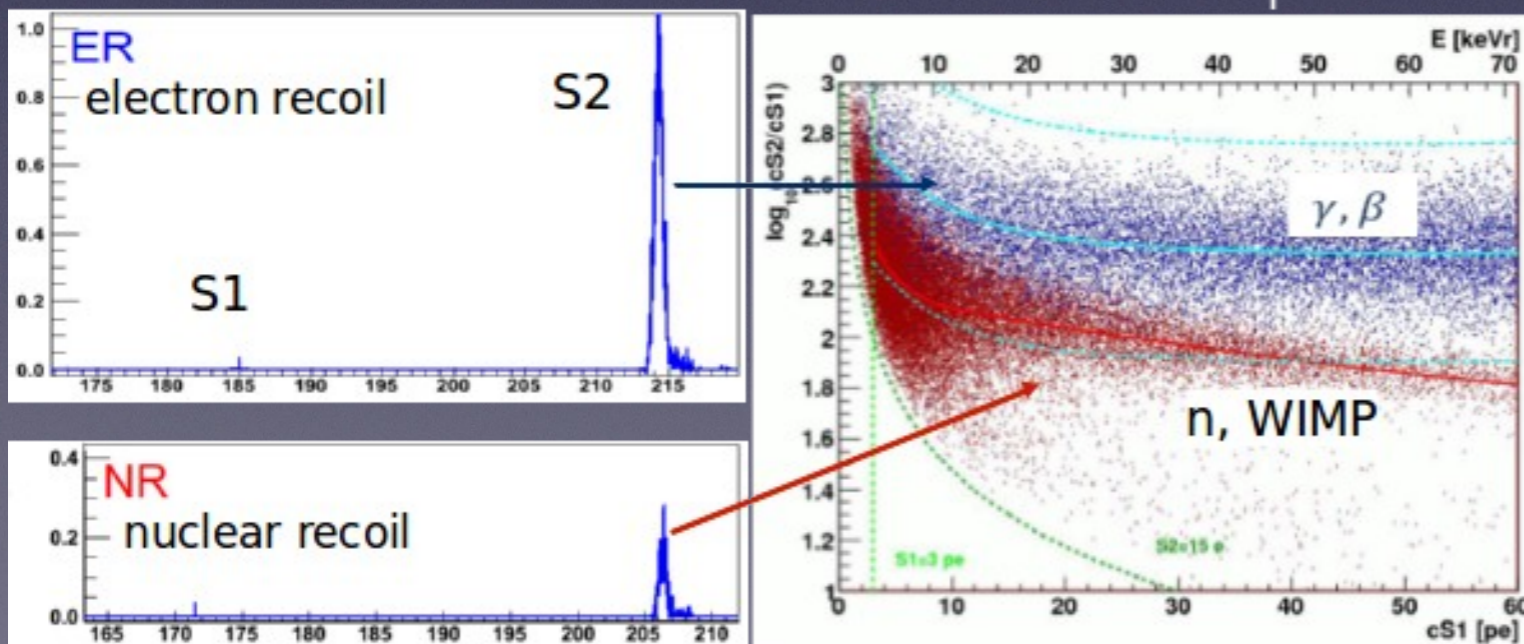 ER
electron recoil
S2
S1
1.0
0.8
0.6
0.4
0.2
0.0
175 180 185 190 195 200 205 210 215
NR
nuclear recoil
0.4
0.2
0.0
165 170 175 180 185 190 195 200 205 210
E [keVr]
0 10 20 30 40 50 60 70
log10(cS2/cS1)
3
2.8
2.6
2.4
2.2
2
1.8
1.6
1.4
1.2
1
γ, β
n, WIMP
S1=3 pe
0 10 20 30 40 50 60
cS1 [pe]